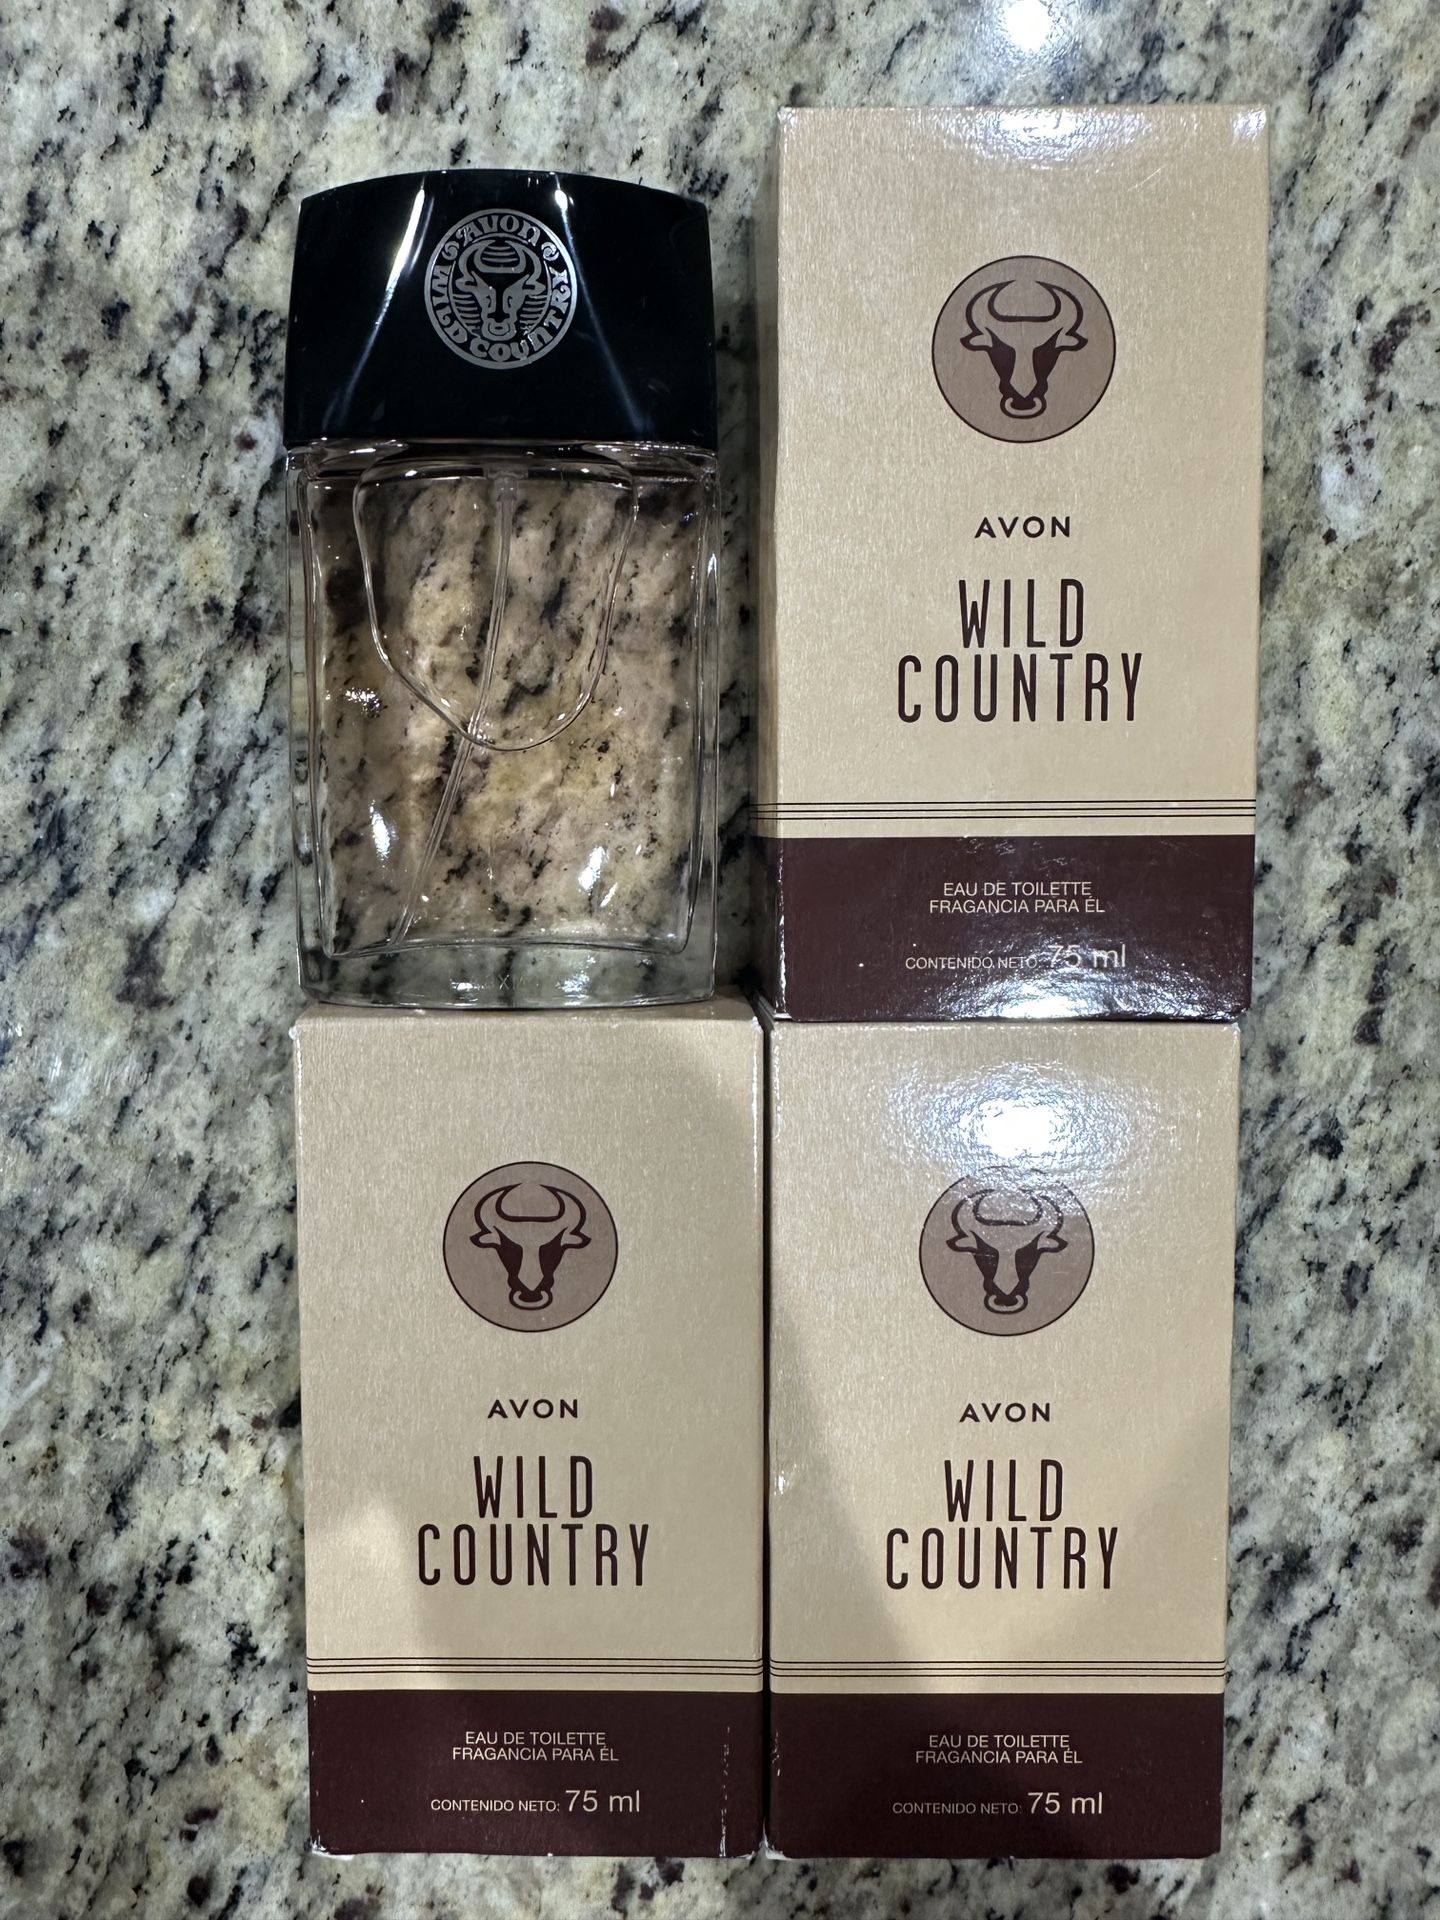 AVON
WILD COUNTRY
AVON
WILD
COUNTRY
EAU DE TOILETTE
FRAGANCIA PARA ÉL
CONTENIDO NETO: 75 ml
AVON
WILD
COUNTRY
EAU DE TOILETTE
FRAGANCIA PARA ÉL
CONTENIDO NETO: 75 ml
AVON
WILD
COUNTRY
EAU DE TOILETTE
FRAGANCIA PARA ÉL
CONTENIDO NETO: 75 ml